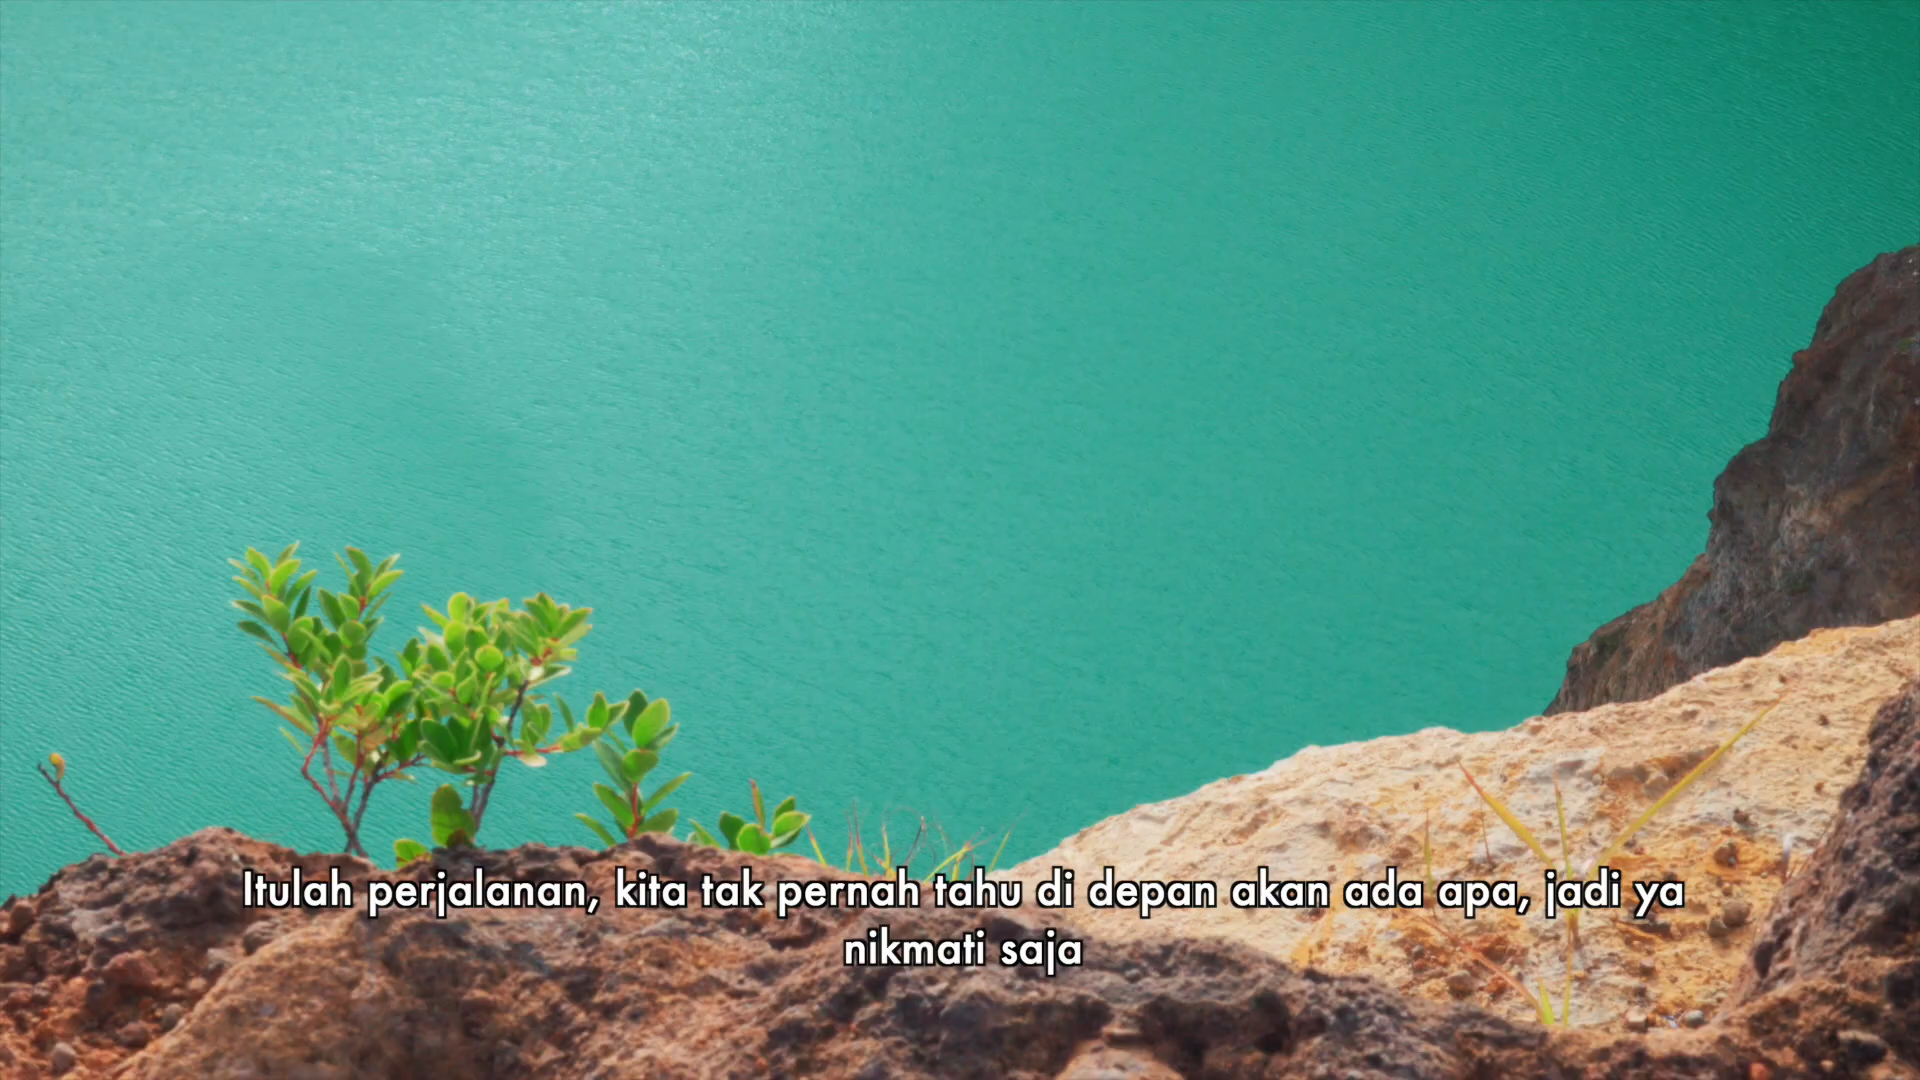 Itulah perjalanan, kita tak pernah tahu di depan akan ada apa, jadi ya
nikmati saja